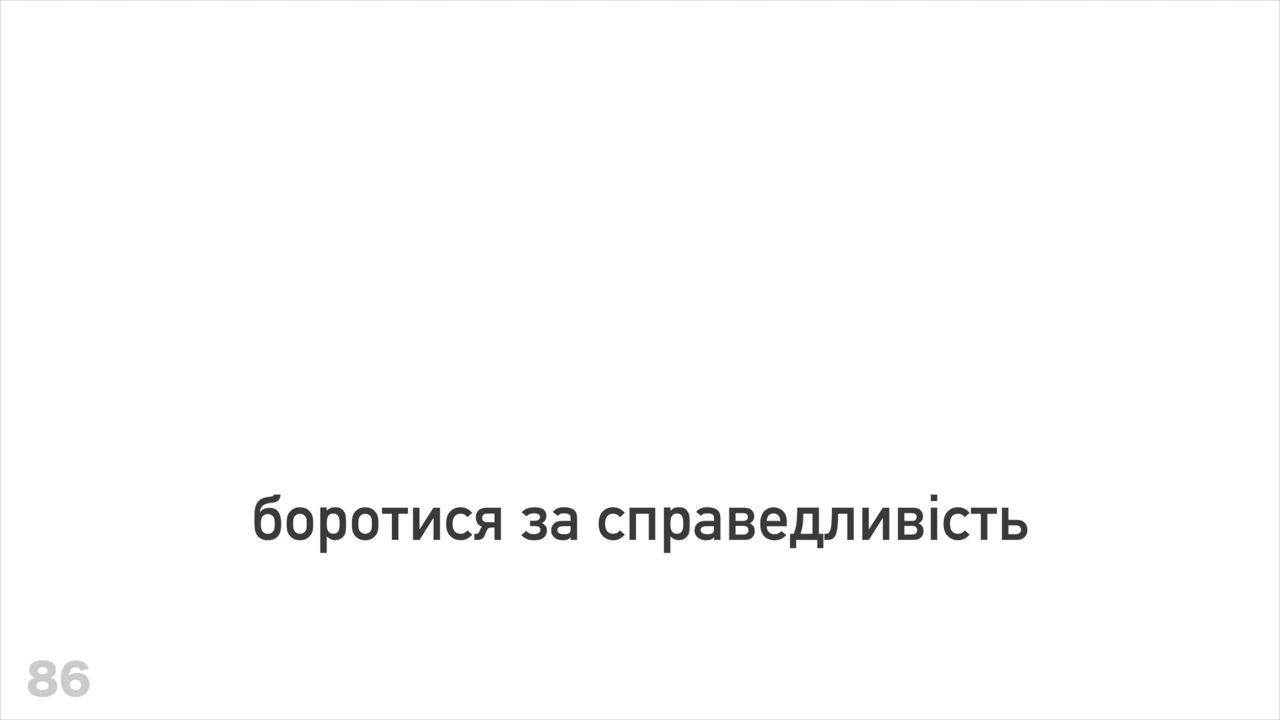 боротися за справедливість
86